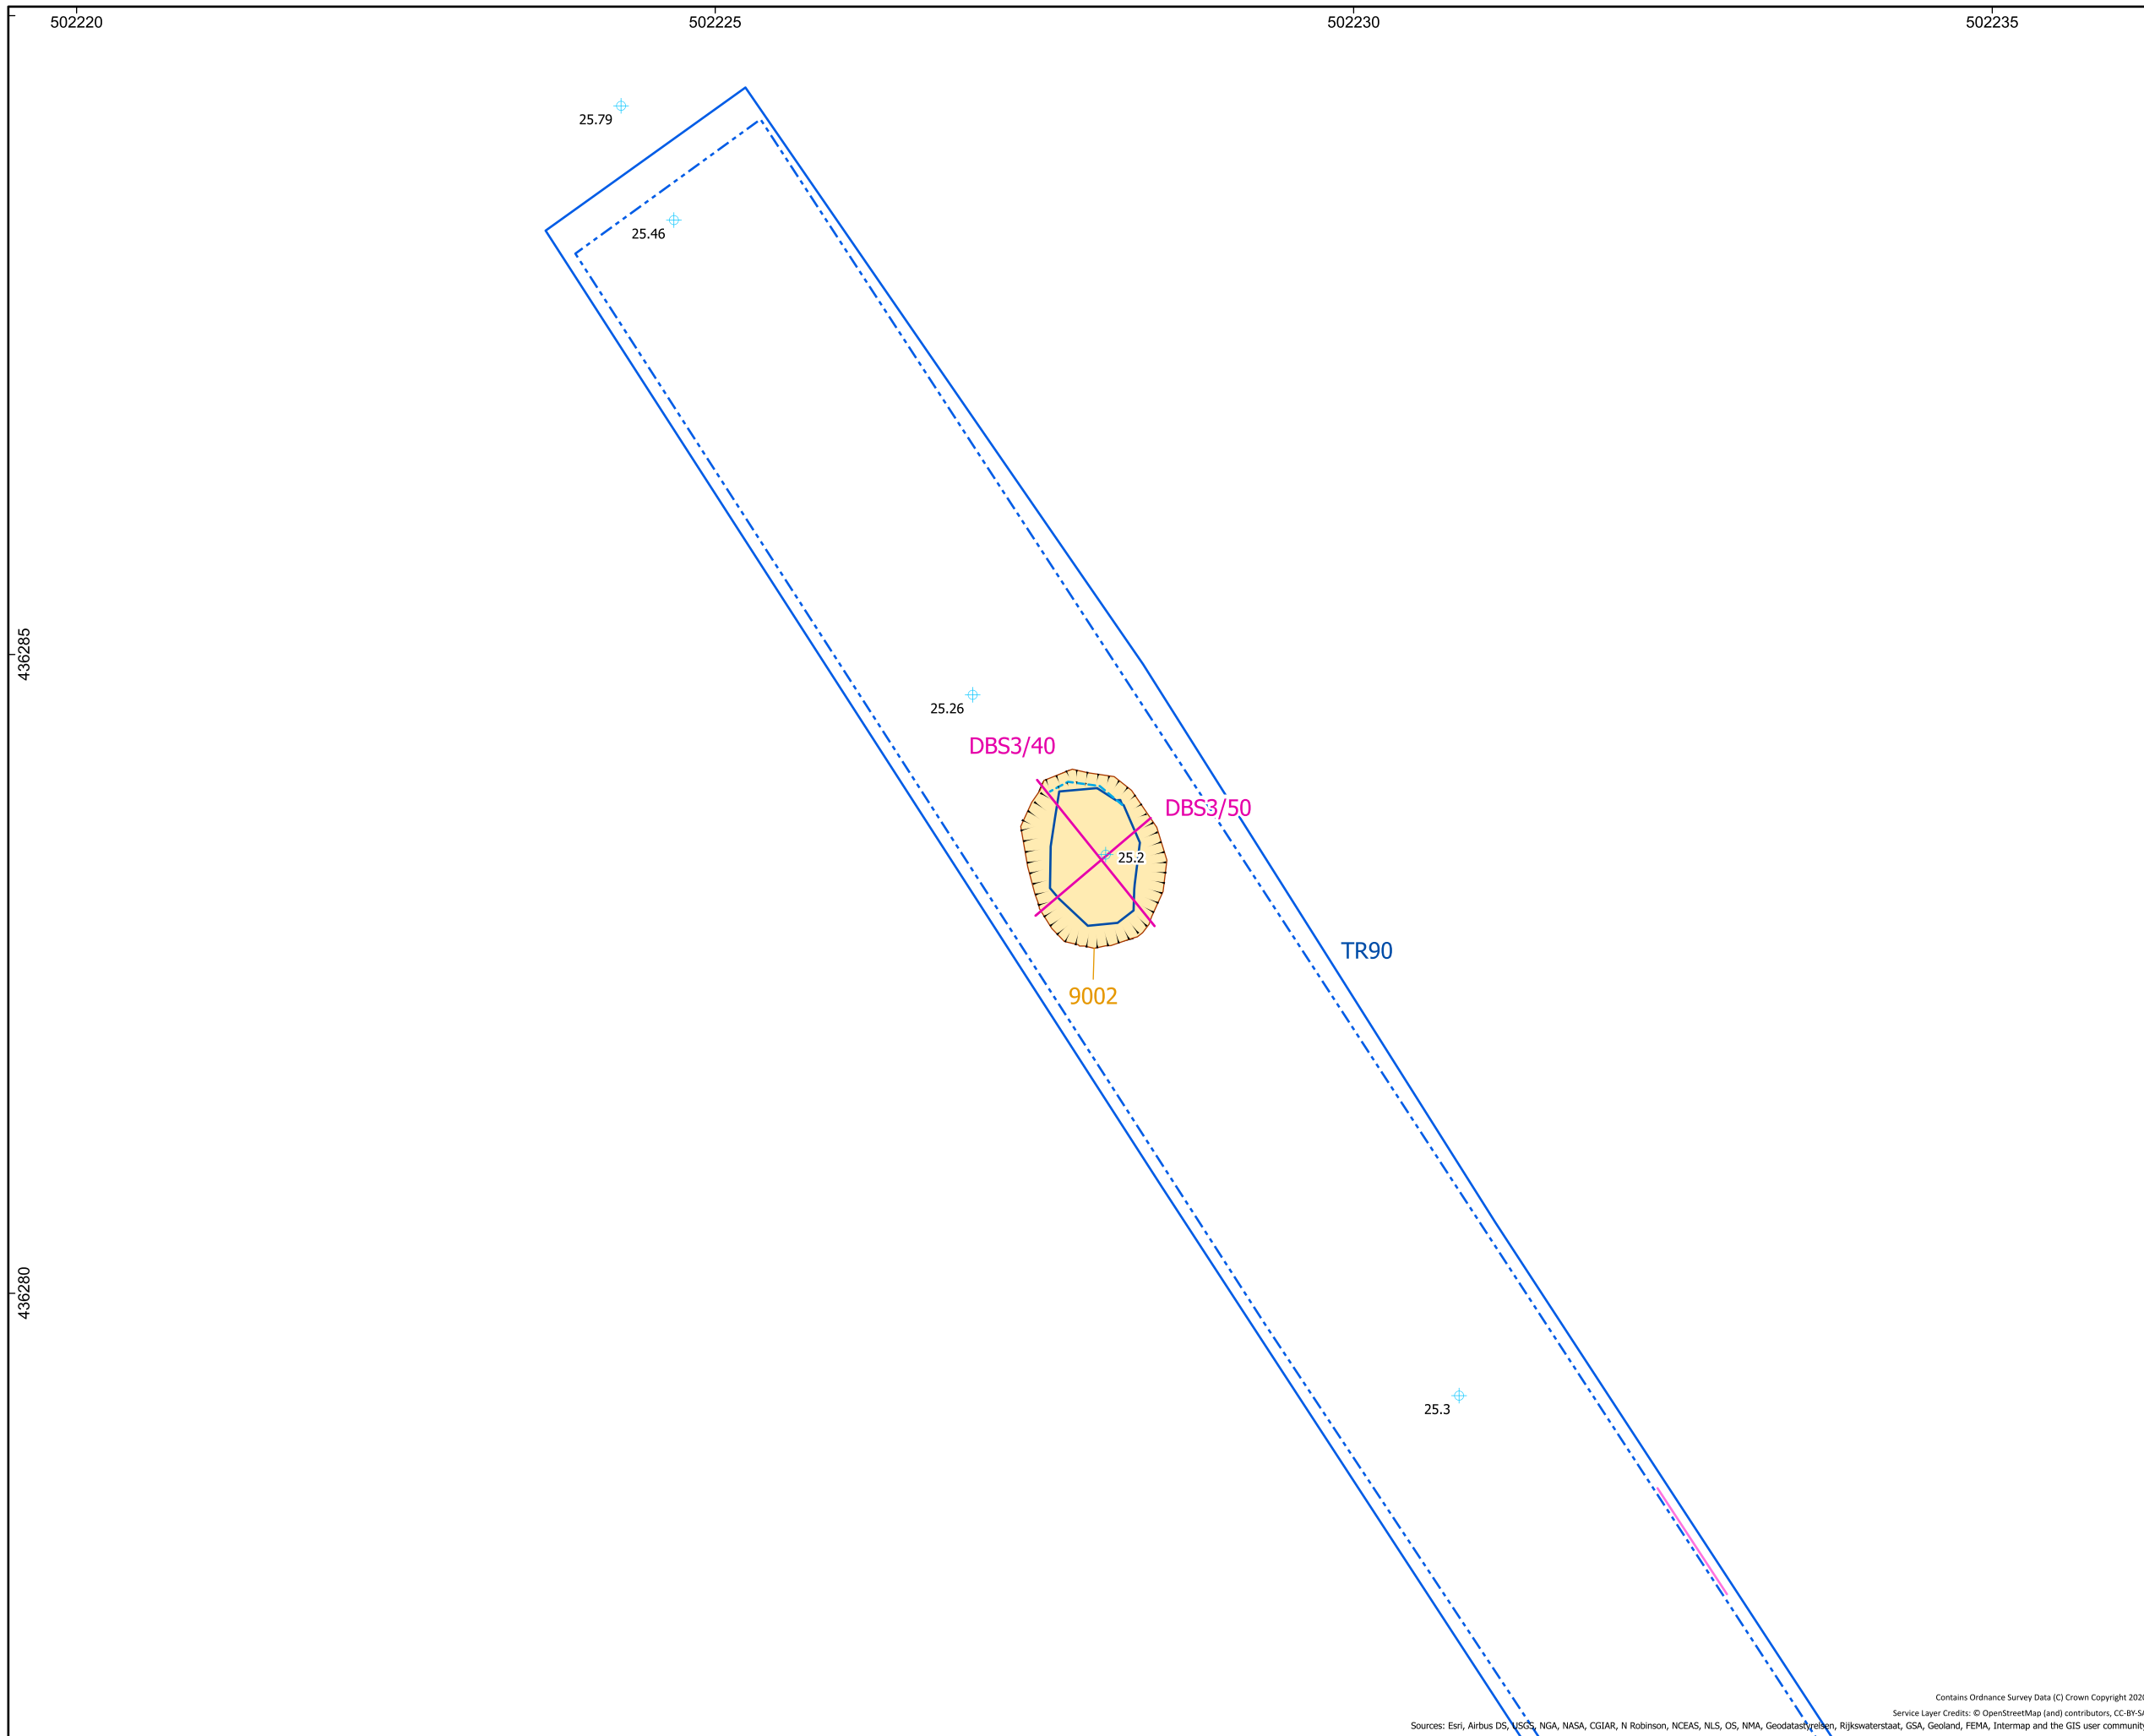 502220 502225 502230 502235
25.79
25.46
436285
25.26
DBS3/40
DBS3/50
25.2
TR90
9002
436280
25.3
Contains Ordnance Survey Data (C) Crown Copyright 2020
Service Layer Credits: © OpenStreetMap (and) contributors, CC-BY-SA
Sources: Esri, Airbus DS, USGS, NGA, NASA, CGIAR, N Robinson, NCEAS, NLS, OS, NMA, Geodatastyrelsen, Rijkswaterstaat, GSA, Geoland, FEMA, Intermap and the GIS user community